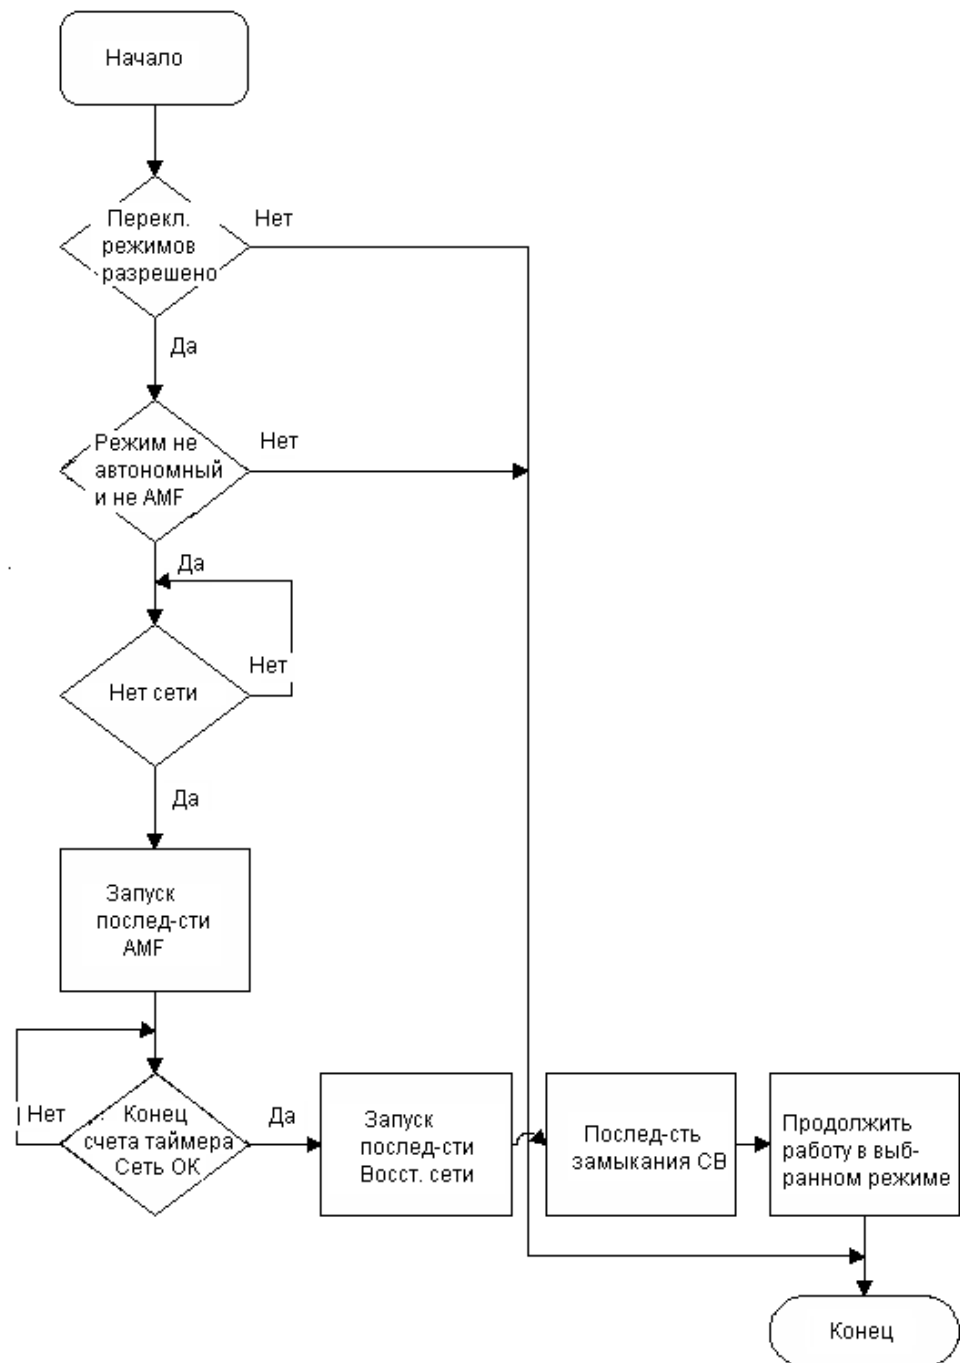 Начало
Перекл.
режимов
разрешено
Нет
Да
Режим не
автономный
и не AMF
Нет
Да
Нет сети
Нет
Да
Запуск
послед-сти
AMF
Нет
Конец
счета таймера
Сеть ОК
Да
Запуск
послед-сти
Восст. сети
Послед-сть
замыкания СВ
Продолжить
работу в выб-
ранном режиме
Конец